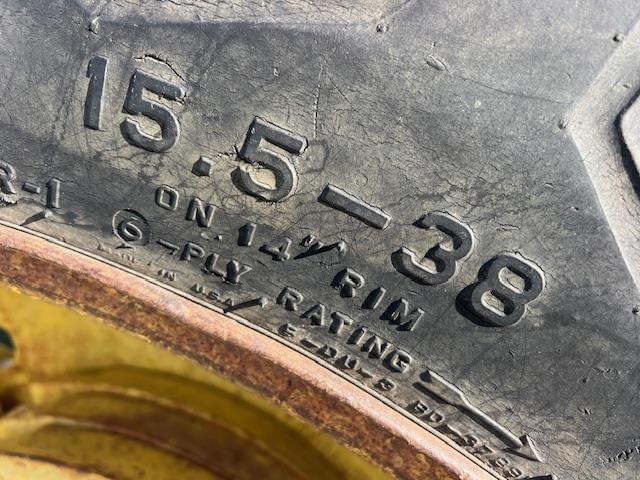 15.5-38
R-1
ON 14" RIM
6-PLY RATING
MADE IN USA